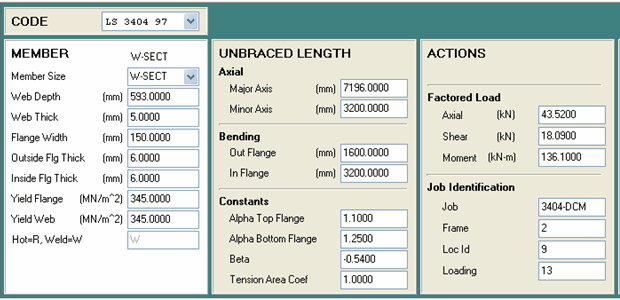 CODE LS 3404 97
MEMBER
W-SECT
Member Size W-SECT
Web Depth (mm) 593.0000
Web Thick (mm) 5.0000
Flange Width (mm) 150.0000
Outside Flg Thick (mm) 6.0000
Inside Flg Thick (mm) 6.0000
Yield Flange (MN/m^2) 345.0000
Yield Web (MN/m^2) 345.0000
Hot=R, Weld=W W
UNBRACED LENGTH
Axial
Major Axis (mm) 7196.0000
Minor Axis (mm) 3200.0000
Bending
Out Flange (mm) 1600.0000
In Flange (mm) 3200.0000
Constants
Alpha Top Flange 1.1000
Alpha Bottom Flange 1.2500
Beta -0.5400
Tension Area Coef 1.0000
ACTIONS
Factored Load
Axial (kN) 43.5200
Shear (kN) 18.0900
Moment (kN-m) 136.1000
Job Identification
Job 3404-DCM
Frame 2
Loc Id 9
Loading 13